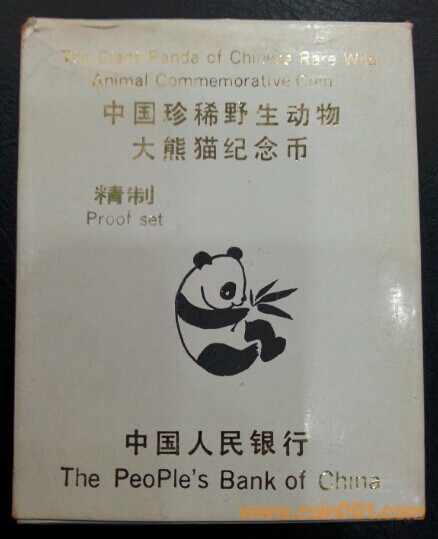 The Giant Panda of Chinese Rare Wild
Animal Commemorative Coin
中国珍稀野生动物
大熊猫纪念币
精制
Proof set
中国人民银行
The PeoPle's Bank of China
www.coin001.com